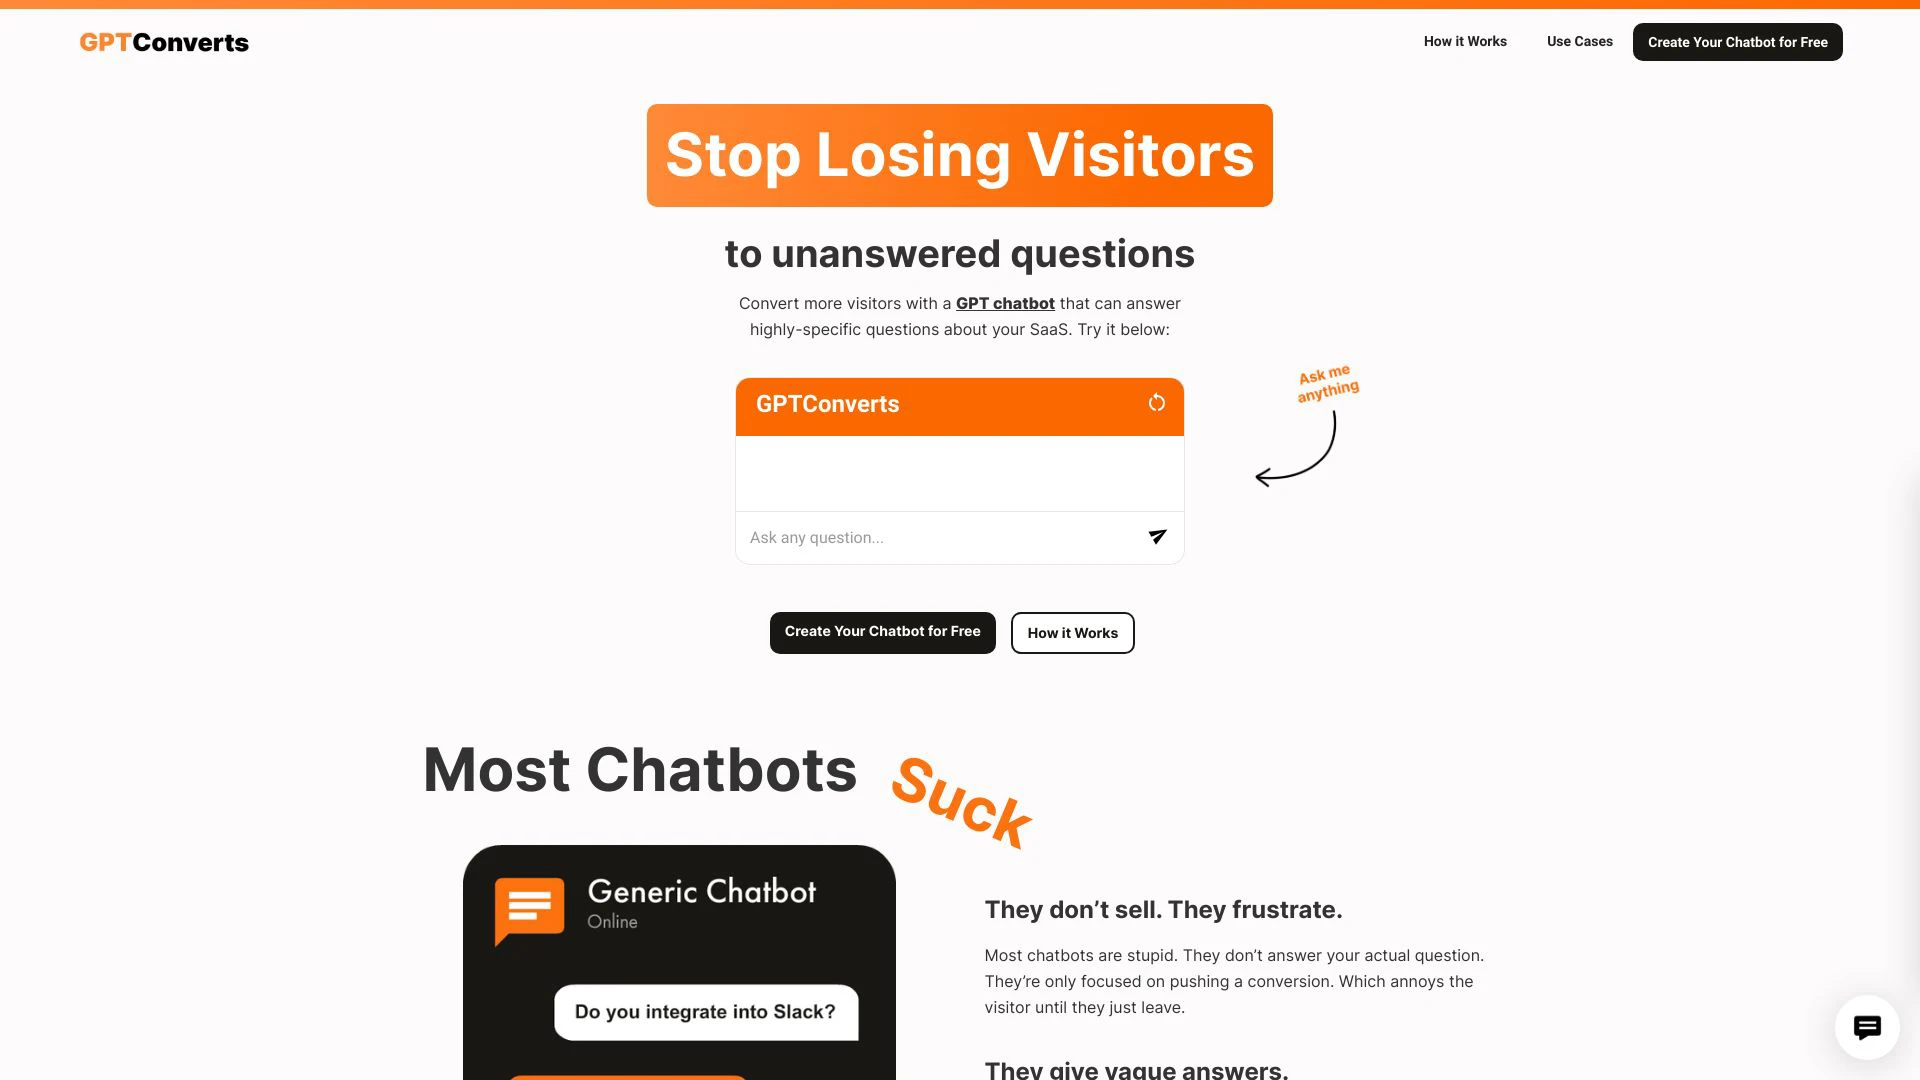 GPTConverts
How it Works
Use Cases
Create Your Chatbot for Free
Stop Losing Visitors
to unanswered questions
Convert more visitors with a GPT chatbot that can answer
highly-specific questions about your SaaS. Try it below:
Ask me
anything
GPTConverts
Ask any question...
Create Your Chatbot for Free
How it Works
Most Chatbots Suck
Generic Chatbot
Online
Do you integrate into Slack?
They don’t sell. They frustrate.
Most chatbots are stupid. They don’t answer your actual question.
They’re only focused on pushing a conversion. Which annoys the
visitor until they just leave.
They give vague answers.